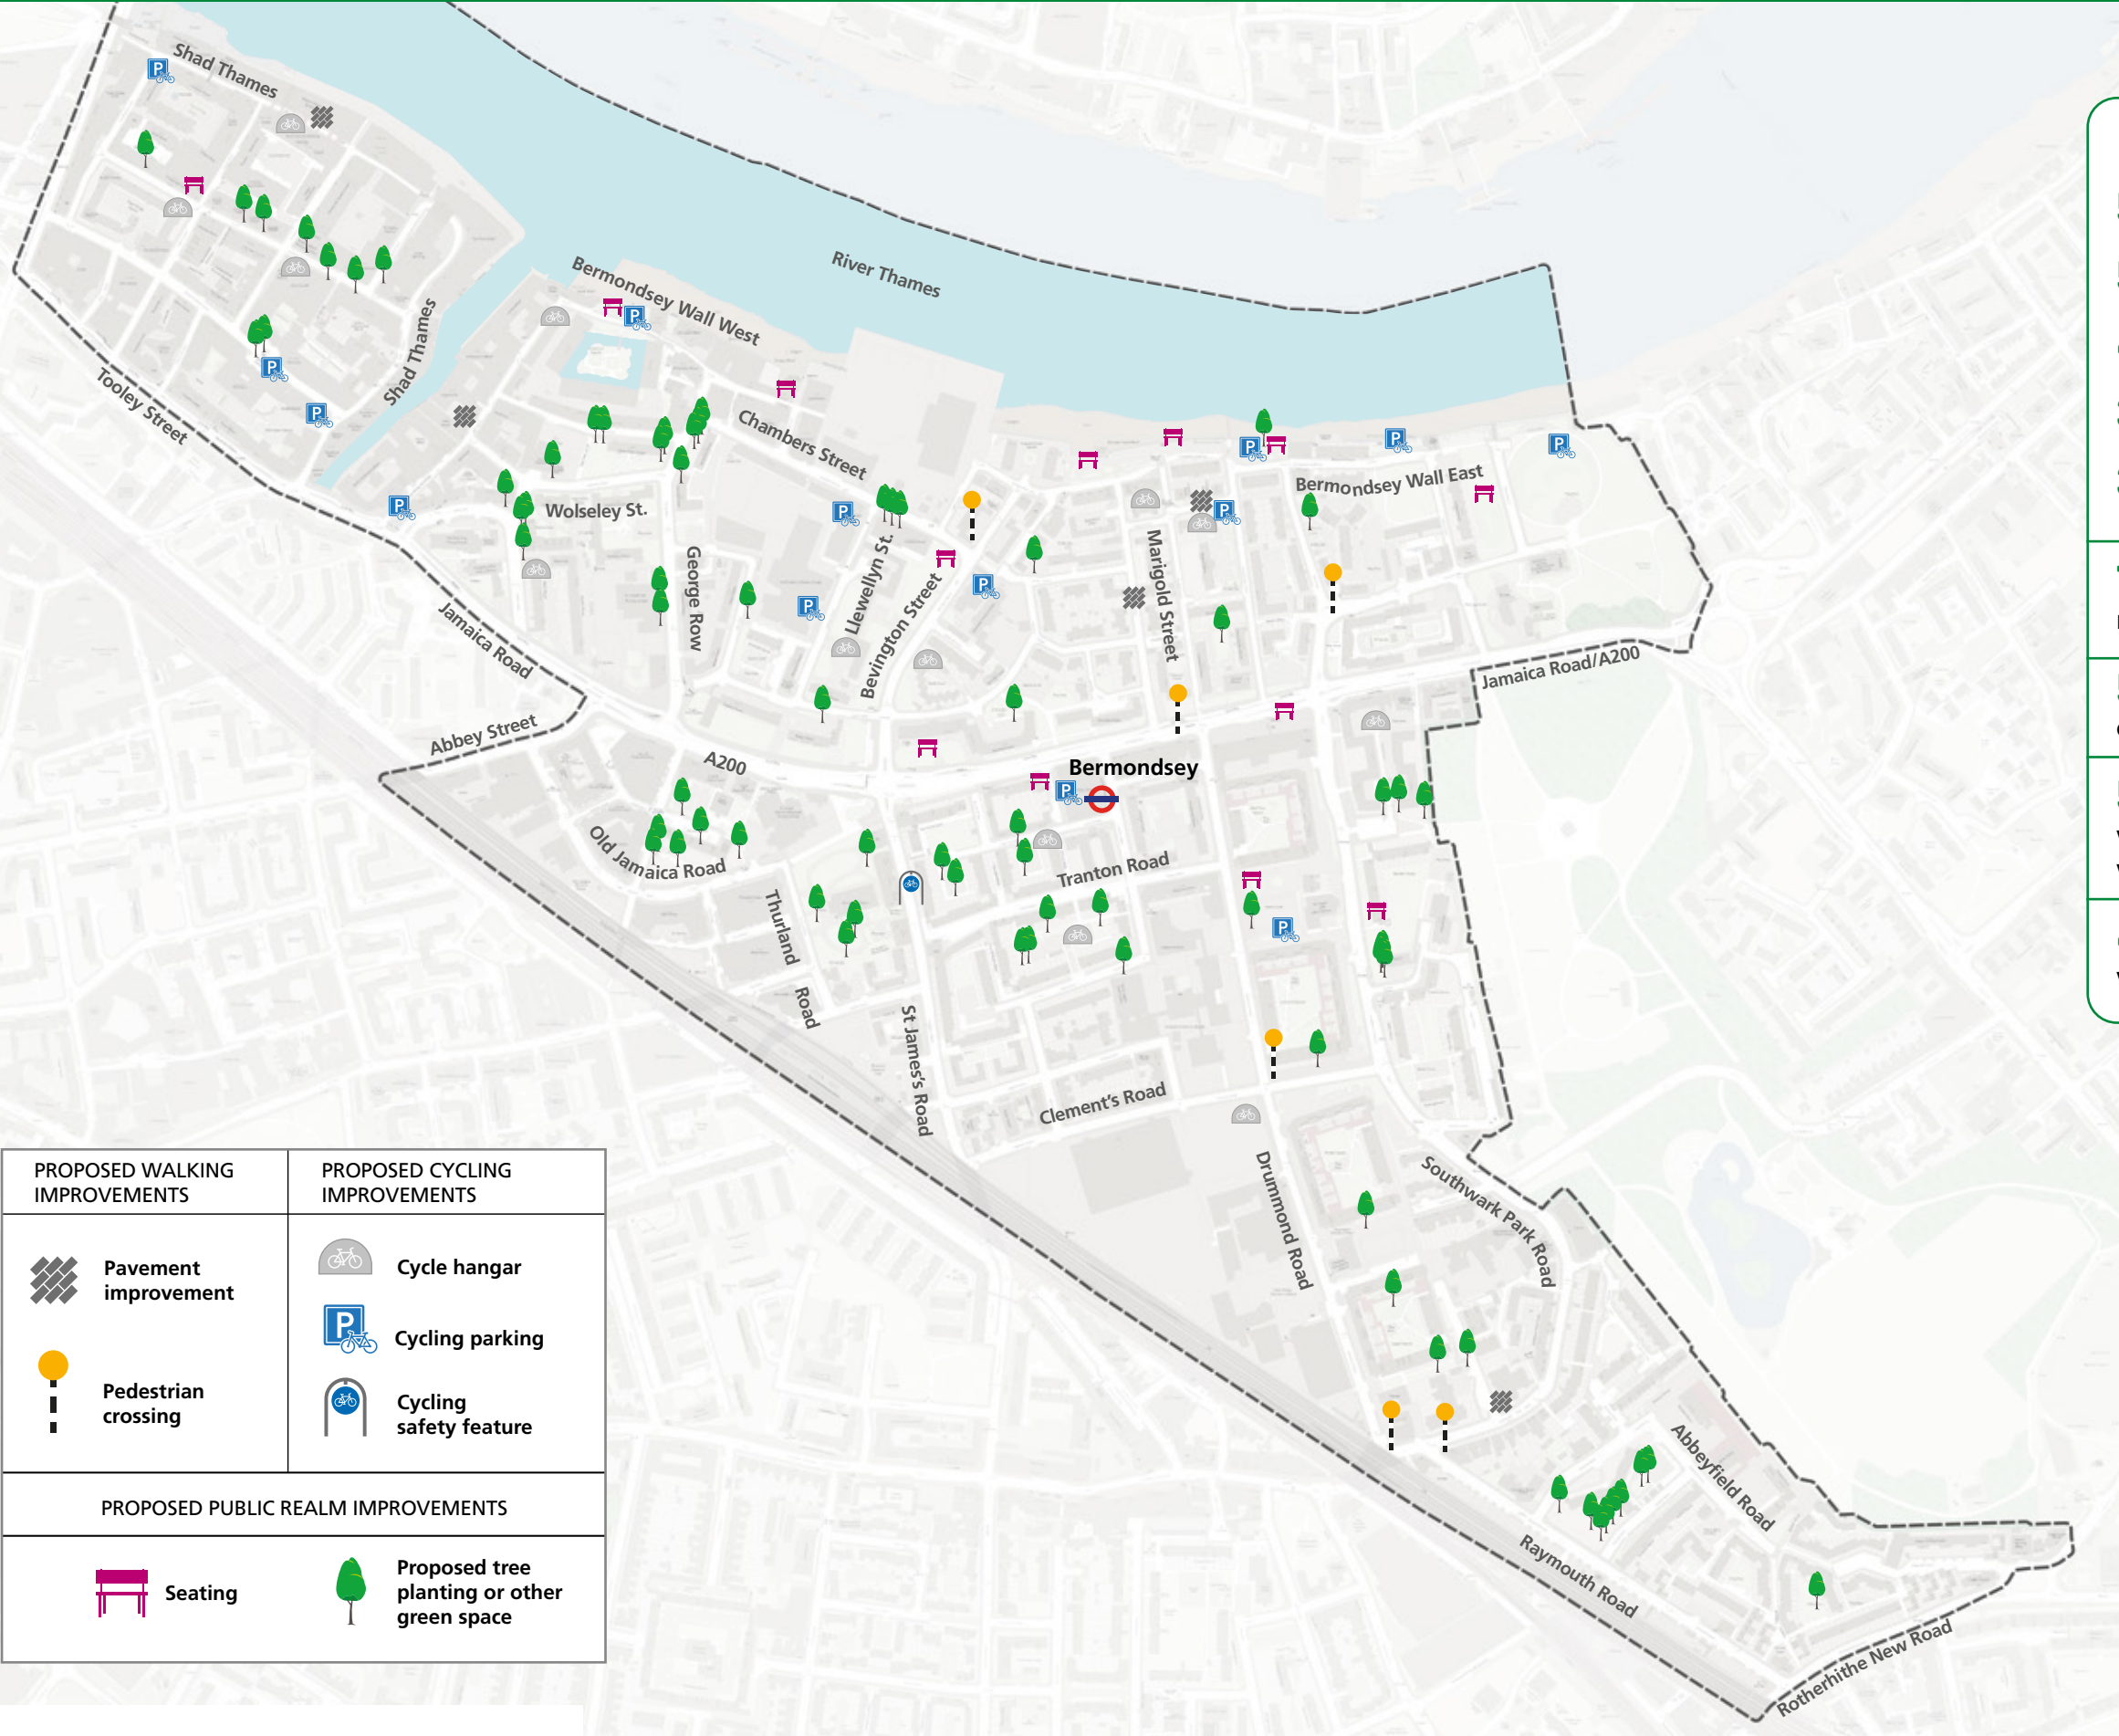 Shad Thames
River Thames
Bermondsey Wall West
Shad Thames
Tooley Street
Chambers Street
Bermondsey Wall East
Wolseley St.
George Row
Llewellyn St.
Bevington Street
Marigold Street
Jamaica Road
Jamaica Road/A200
Abbey Street
A200
Bermondsey
Old Jamaica Road
Tranton Road
Thurland
Road
St James's Road
Clement's Road
Drummond Road
Southwark Park Road
Abbeyfield Road
Raymouth Road
Rotherhithe New Road
PROPOSED WALKING
IMPROVEMENTS
Pavement
improvement
Pedestrian
crossing
PROPOSED CYCLING
IMPROVEMENTS
Cycle hangar
P
Cycling parking
Cycling
safety feature
PROPOSED PUBLIC REALM IMPROVEMENTS
Seating
Proposed tree
planting or other
green space